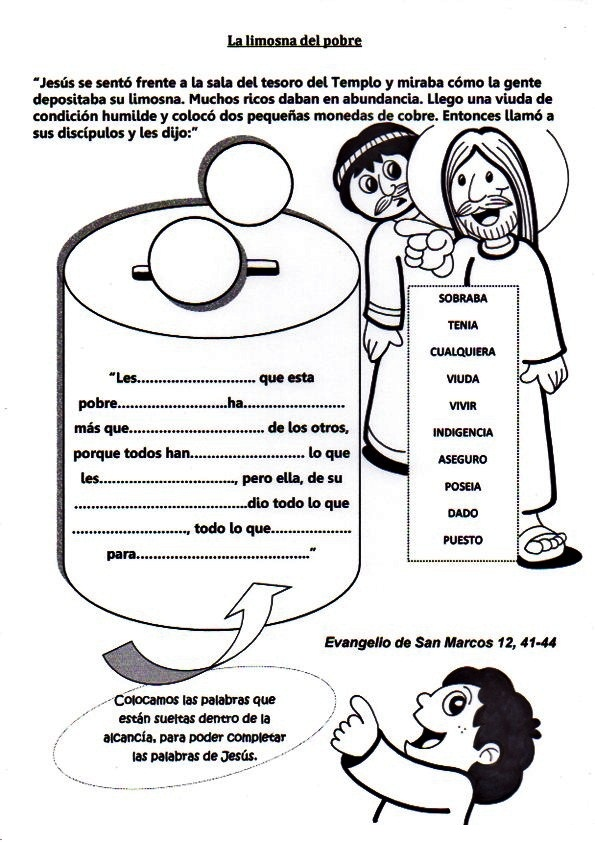 La limosna del pobre
“Jesús se sentó frente a la sala del tesoro del Templo y miraba cómo la gente
depositaba su limosna. Muchos ricos daban en abundancia. Llego una viuda de
condición humilde y colocó dos pequeñas monedas de cobre. Entonces llamó a
sus discípulos y les dijo:”
“Les............................ que esta
pobre..........................ha........................
más que................................ de los otros,
porque todos han........................... lo que
les................................, pero ella, de su
.........................................dio todo lo que
..........................., todo lo que...................
para.........................................”
SOBRABA
TENIA
CUALQUIERA
VIUDA
VIVIR
INDIGENCIA
ASEGURO
POSEIA
DADO
PUESTO
Evangelio de San Marcos 12, 41-44
Colocamos las palabras que
están sueltas dentro de la
alcancía, para poder completar
las palabras de Jesús.